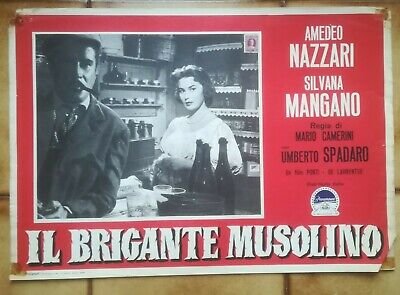 AMEDEO
NAZZARI
SILVANA
MANGANO
Regia di
MARIO CAMERINI
con
UMBERTO SPADARO
Un film PONTI - DE LAURENTIIS
Paramount
IL BRIGANTE MUSOLINO